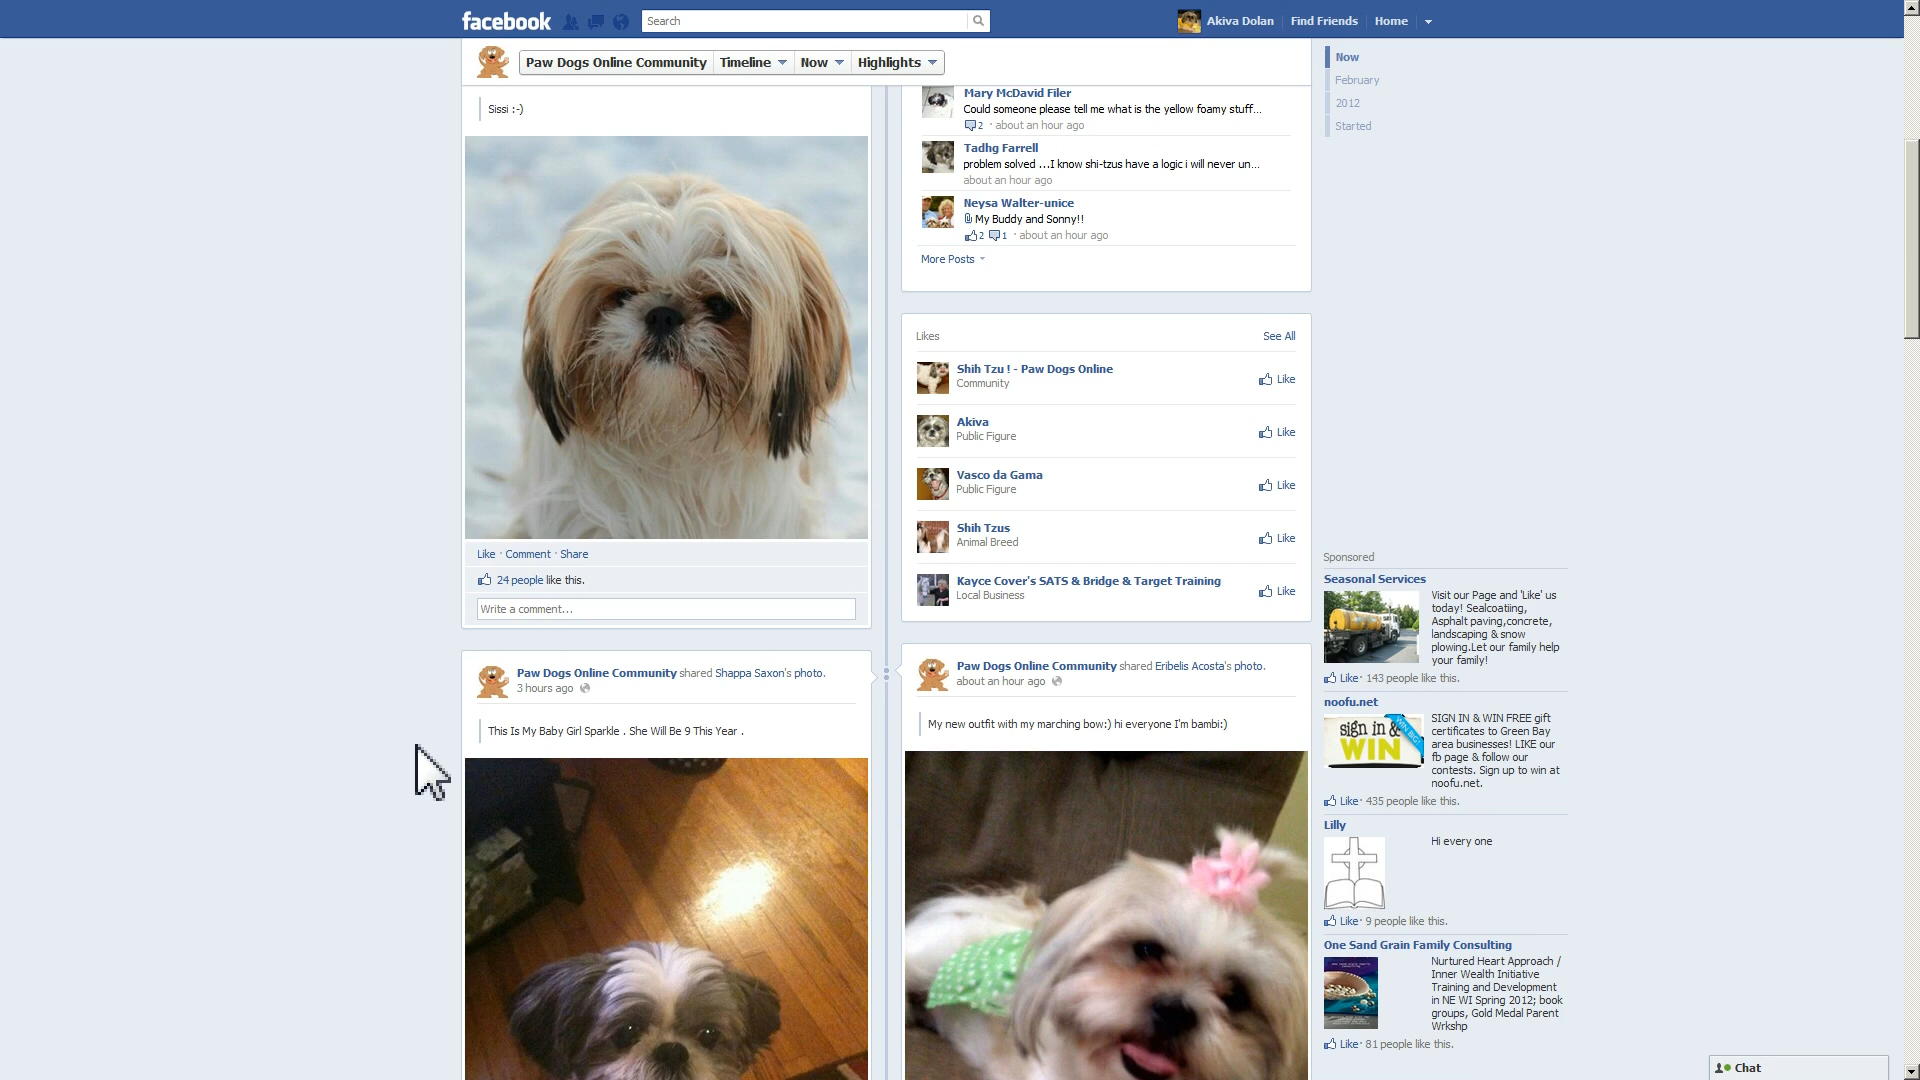 facebook
Search
Akiva Dolan
Find Friends
Home
Paw Dogs Online Community
Timeline
Now
Highlights
Sissi :-)
Like · Comment · Share
24 people like this.
Write a comment...
Paw Dogs Online Community shared Shappa Saxon's photo.
3 hours ago
This Is My Baby Girl Sparkle . She Will Be 9 This Year .
Mary McDavid Filer
Could someone please tell me what is the yellow foamy stuff...
2 · about an hour ago
Tadhg Farrell
problem solved ...I know shi-tzus have a logic i will never un...
about an hour ago
Neysa Walter-unice
My Buddy and Sonny!!
2 1 · about an hour ago
More Posts
Likes
See All
Shih Tzu ! - Paw Dogs Online
Community
Like
Akiva
Public Figure
Like
Vasco da Gama
Public Figure
Like
Shih Tzus
Animal Breed
Like
Kayce Cover's SATS & Bridge & Target Training
Local Business
Like
Paw Dogs Online Community shared Eribelis Acosta's photo.
about an hour ago
My new outfit with my marching bow:) hi everyone I'm bambi:)
Now
February
2012
Started
Sponsored
Seasonal Services
Visit our Page and 'Like' us
today! Sealcoatiing,
Asphalt paving,concrete,
landscaping & snow
plowing.Let our family help
your family!
Like · 143 people like this.
noofu.net
sign in &
WIN
WIN BIG!
SIGN IN & WIN FREE gift
certificates to Green Bay
area businesses! LIKE our
fb page & follow our
contests. Sign up to win at
noofu.net.
Like · 435 people like this.
Lilly
Hi every one
Like · 9 people like this.
One Sand Grain Family Consulting
Nurtured Heart Approach /
Inner Wealth Initiative
Training and Development
in NE WI Spring 2012; book
groups, Gold Medal Parent
Wrkshp
Like · 81 people like this.
Chat